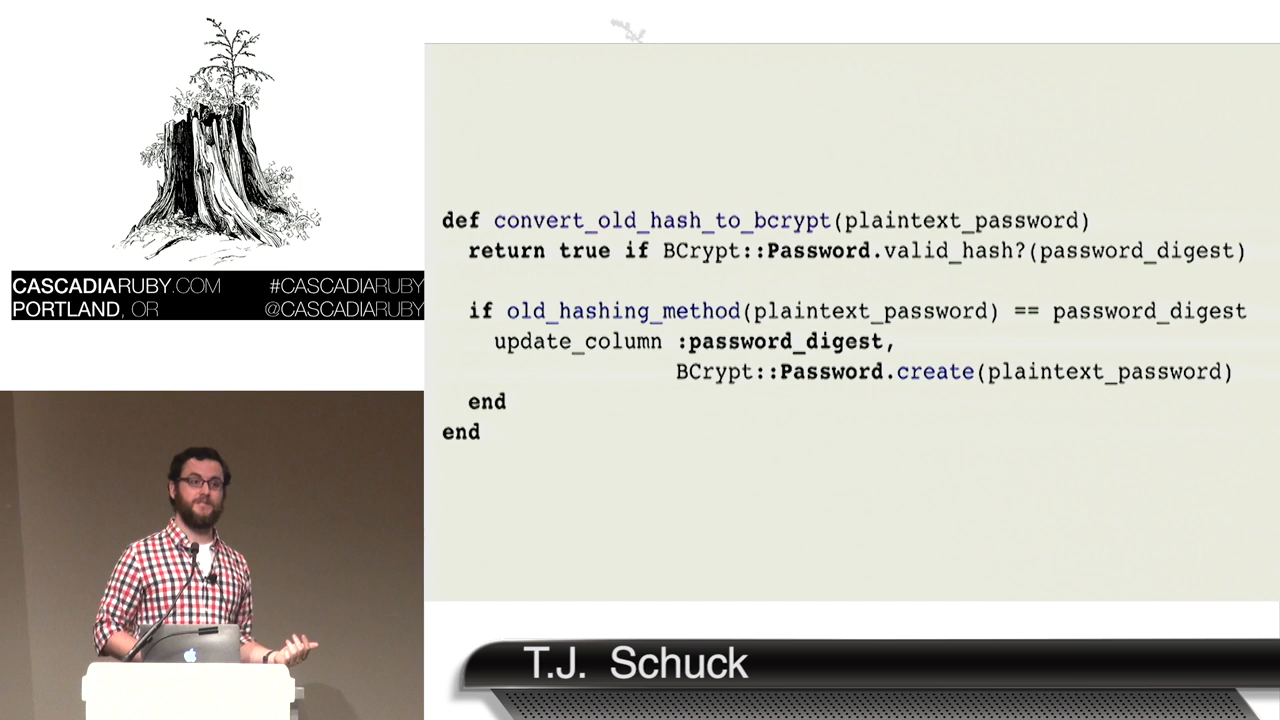 CASCADIARUBY.COM #CASCADIARUBY
PORTLAND, OR @CASCADIARUBY
def convert_old_hash_to_bcrypt(plaintext_password)
return true if BCrypt::Password.valid_hash?(password_digest)
if old_hashing_method(plaintext_password) == password_digest
update_column :password_digest,
BCrypt::Password.create(plaintext_password)
end
end
T.J. Schuck